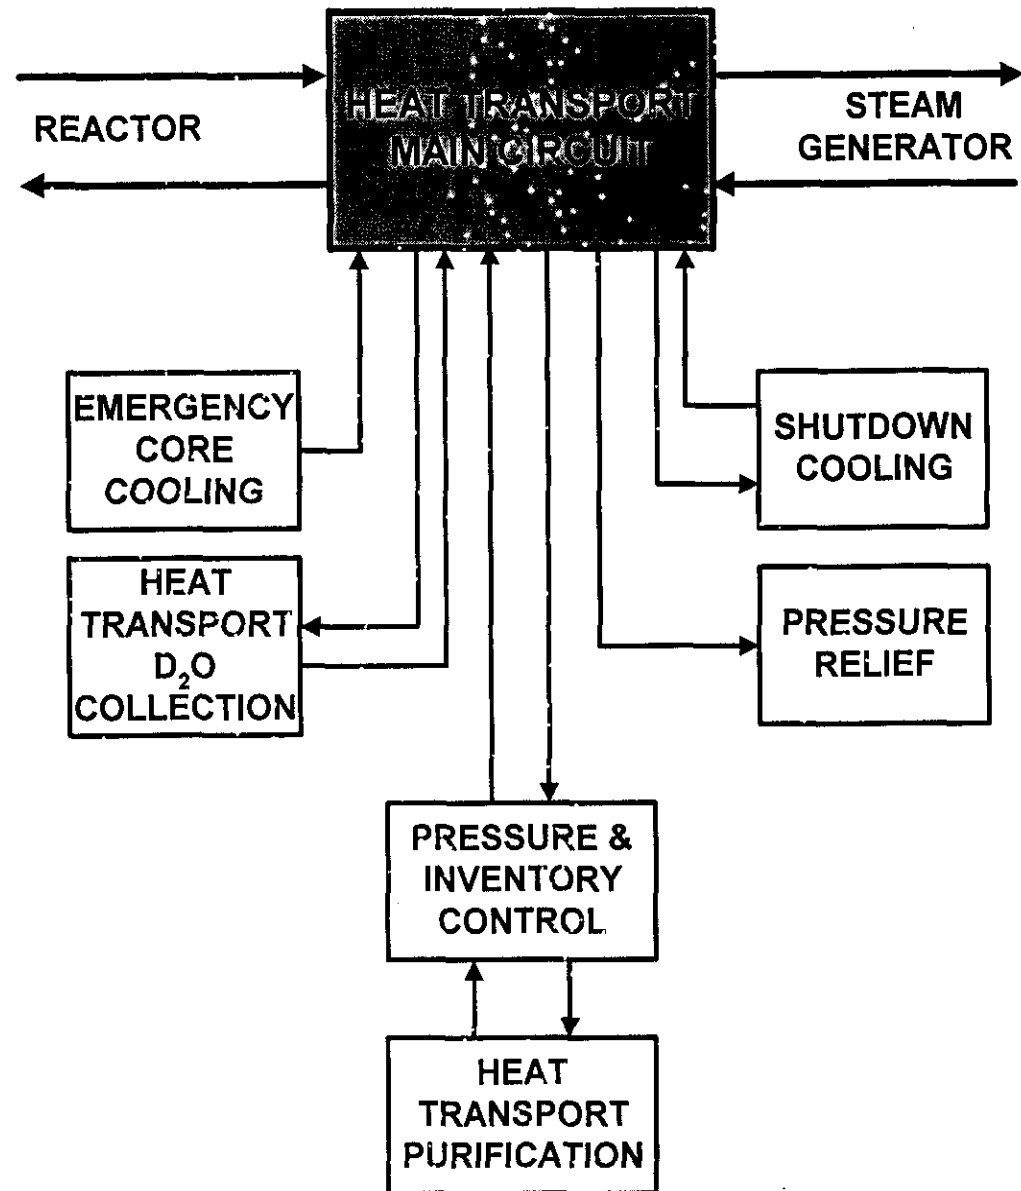 HEAT TRANSPORT
MAIN CIRCUIT
REACTOR
STEAM
GENERATOR
EMERGENCY
CORE
COOLING
SHUTDOWN
COOLING
HEAT
TRANSPORT
D₂O
COLLECTION
PRESSURE
RELIEF
PRESSURE &
INVENTORY
CONTROL
HEAT
TRANSPORT
PURIFICATION